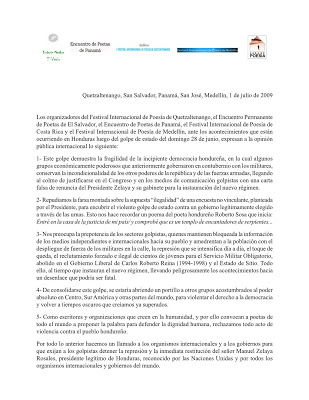 Encuentro de Poetas
de Panamá
POESÍA
Quetzaltenango, San Salvador, Panamá, San José, Medellín, 1 de julio de 2009
Los organizadores del Festival Internacional de Poesía de Quetzaltenango, el Encuentro Permanente
de Poetas de El Salvador, el Encuentro de Poetas de Panamá, el Festival Internacional de Poesía de
Costa Rica y el Festival Internacional de Poesía de Medellín, ante los acontecimientos que están
ocurriendo en Honduras luego del golpe de estado del domingo 28 de junio, expresan a la opinión
pública internacional lo siguiente:
1- Este golpe demuestra la fragilidad de la incipiente democracia hondureña, en la cual algunos
grupos económicamente poderosos que anteriormente gobernaron en contubernio con los militares,
conservan la incondicionalidad de los otros poderes de la república y de las fuerzas armadas, llegando
al colmo de justificarse en el Congreso y en los medios de comunicación golpistas con una carta
falsa de renuncia del Presidente Zelaya y su gabinete para la instauración del nuevo régimen.
2- Repudiamos la farsa montada sobre la supuesta "ilegalidad" de una encuesta no vinculante, planteada
por el Presidente, para encubrir el violento golpe de estado contra un gobierno legítimamente elegido
a través de las urnas. Esto nos hace recordar un poema del poeta hondureño Roberto Sosa que inicia:
Entré en la casa de la justicia de mi país y comprobé que es un templo de encantadores de serpientes...
3- Nos preocupa la prepotencia de los sectores golpistas, quienes mantienen bloqueada la información
de los medios independientes e internacionales hacia su pueblo y amedrentan a la población con el
despliegue de fuerza de los militares en la calle, la represión que se intensifica día a día, el toque de
queda, el reclutamiento forzado e ilegal de cientos de jóvenes para el Servicio Militar Obligatorio,
abolido en el Gobierno Liberal de Carlos Roberto Reina (1994-1998) y el Estado de Sitio. Todo
ello, al tiempo que instauran el nuevo régimen, llevando peligrosamente los acontecimientos hacia
un desenlace que podría ser fatal.
4- De consolidarse este golpe, se estaría abriendo un portillo a otros grupos acostumbrados al poder
absoluto en Centro, Sur América y otras partes del mundo, para violentar el derecho a la democracia
y volver a tiempos oscuros que creíamos ya superados.
5- Como escritores y organizaciones que creen en la humanidad, y por ello convocan a poetas de
todo el mundo a proponer la palabra para defender la dignidad humana, rechazamos todo acto de
violencia contra el pueblo hondureño.
Por todo lo anterior hacemos un llamado a los organismos internacionales y a los gobiernos para
que exijan a los golpistas detener la represión y la inmediata restitución del señor Manuel Zelaya
Rosales, presidente legítimo de Honduras, reconocido por las Naciones Unidas y por todos los
organismos internacionales y gobiernos del mundo.